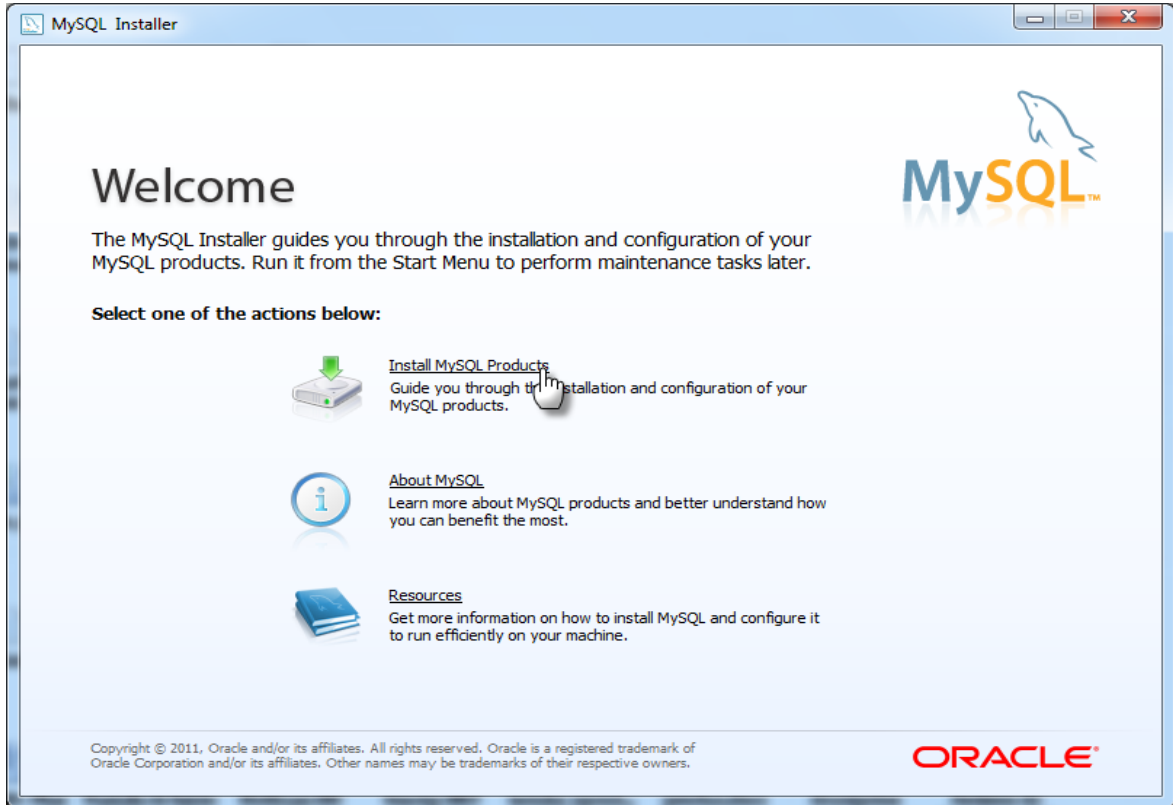 MySQL Installer
MySQL™
Welcome
The MySQL Installer guides you through the installation and configuration of your
MySQL products. Run it from the Start Menu to perform maintenance tasks later.
Select one of the actions below:
Install MySQL Products
Guide you through installation and configuration of your
MySQL products.
About MySQL
Learn more about MySQL products and better understand how
you can benefit the most.
Resources
Get more information on how to install MySQL and configure it
to run efficiently on your machine.
Copyright © 2011, Oracle and/or its affiliates. All rights reserved. Oracle is a registered trademark of
Oracle Corporation and/or its affiliates. Other names may be trademarks of their respective owners.
ORACLE®